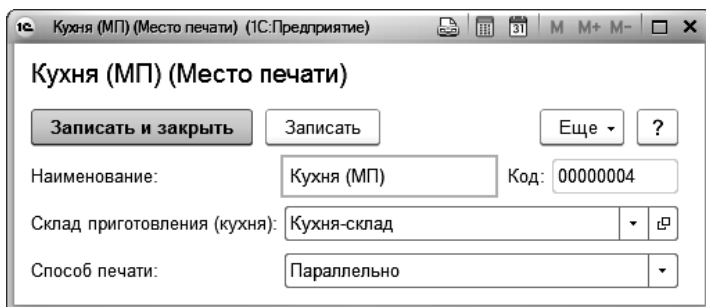 1С Кухня (МП) (Место печати) (1С:Предприятие) 31 M M+ M-
Кухня (МП) (Место печати)
Записать и закрыть Записать Еще ?
Наименование: Кухня (МП) Код: 00000004
Склад приготовления (кухня): Кухня-склад
Способ печати: Параллельно